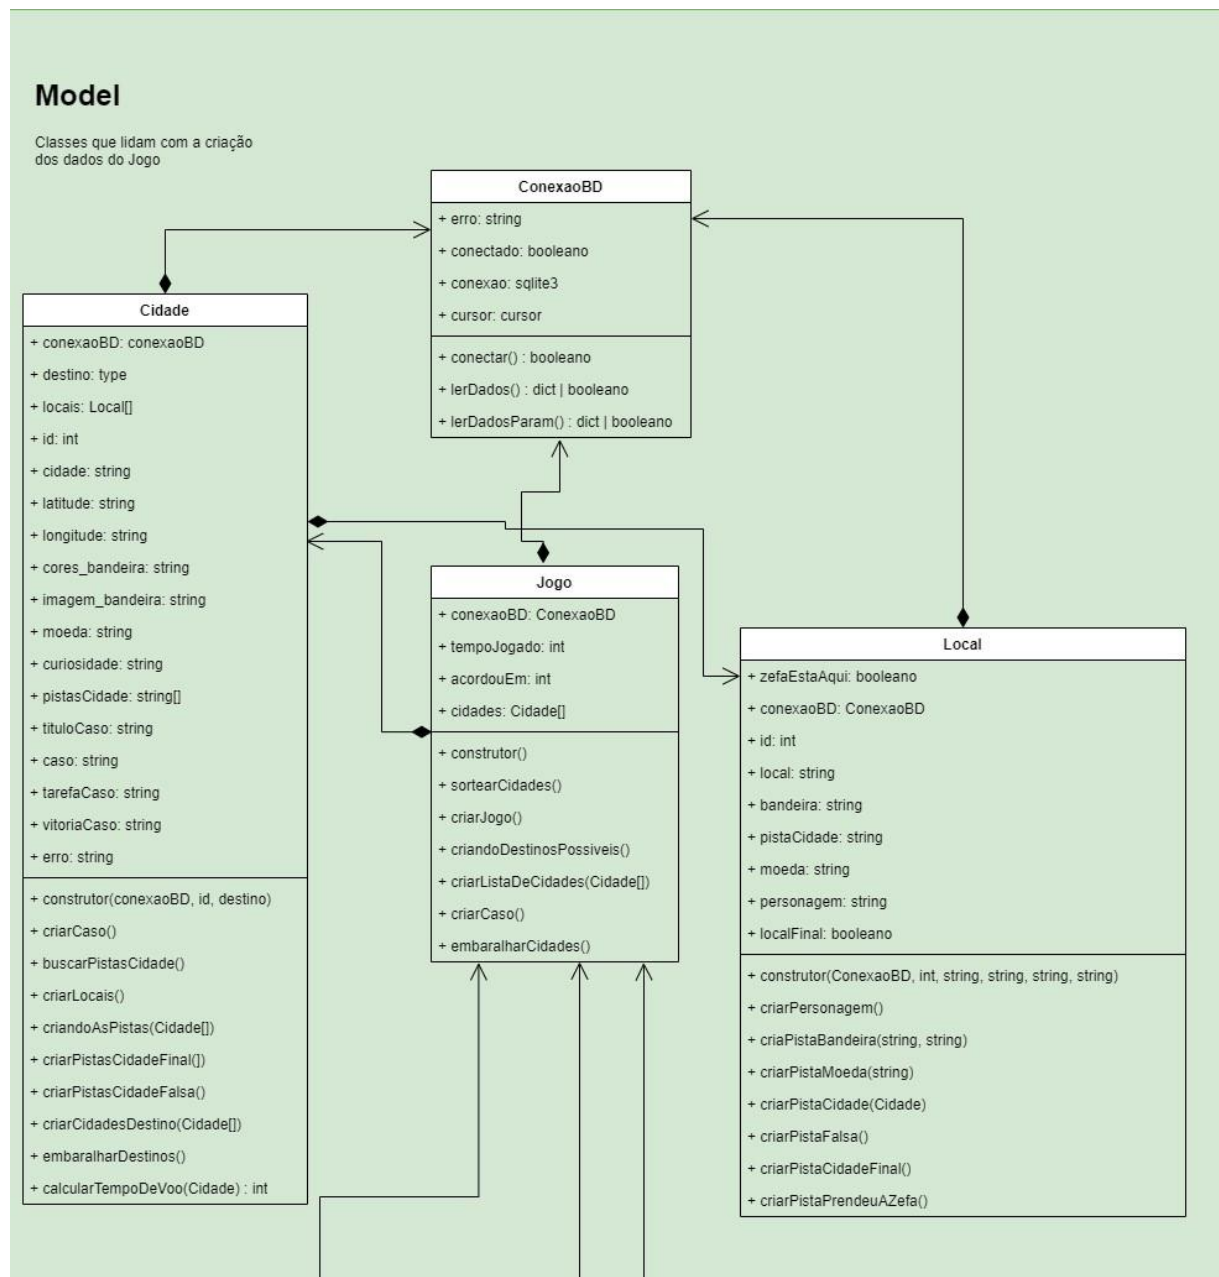 Model
Classes que lidam com a criação
dos dados do Jogo
ConexaoBD
+ erro: string
+ conectado: booleano
+ conexao: sqlite3
+ cursor: cursor
+ conectar() : booleano
+ lerDados() : dict | booleano
+ lerDadosParam() : dict | booleano
Cidade
+ conexaoBD: conexaoBD
+ destino: type
+ locais: Local[]
+ id: int
+ cidade: string
+ latitude: string
+ longitude: string
+ cores_bandeira: string
+ imagem_bandeira: string
+ moeda: string
+ curiosidade: string
+ pistasCidade: string[]
+ tituloCaso: string
+ caso: string
+ tarefaCaso: string
+ vitoriaCaso: string
+ erro: string
+ construtor(conexaoBD, id, destino)
+ criarCaso()
+ buscarPistasCidade()
+ criarLocais()
+ criandoAsPistas(Cidade[])
+ criarPistasCidadeFinal(])
+ criarPistasCidadeFalsa()
+ criarCidadesDestino(Cidade[])
+ embaralharDestinos()
+ calcularTempoDeVoo(Cidade) : int
Jogo
+ conexaoBD: ConexaoBD
+ tempoJogado: int
+ acordouEm: int
+ cidades: Cidade[]
+ construtor()
+ sortearCidades()
+ criarJogo()
+ criandoDestinosPossiveis()
+ criarListaDeCidades(Cidade[])
+ criarCaso()
+ embaralharCidades()
Local
+ zefaEstaAqui: booleano
+ conexaoBD: ConexaoBD
+ id: int
+ local: string
+ bandeira: string
+ pistaCidade: string
+ moeda: string
+ personagem: string
+ localFinal: booleano
+ construtor(ConexaoBD, int, string, string, string, string)
+ criarPersonagem()
+ criaPistaBandeira(string, string)
+ criarPistaMoeda(string)
+ criarPistaCidade(Cidade)
+ criarPistaFalsa()
+ criarPistaCidadeFinal()
+ criarPistaPrendeuAZefa()